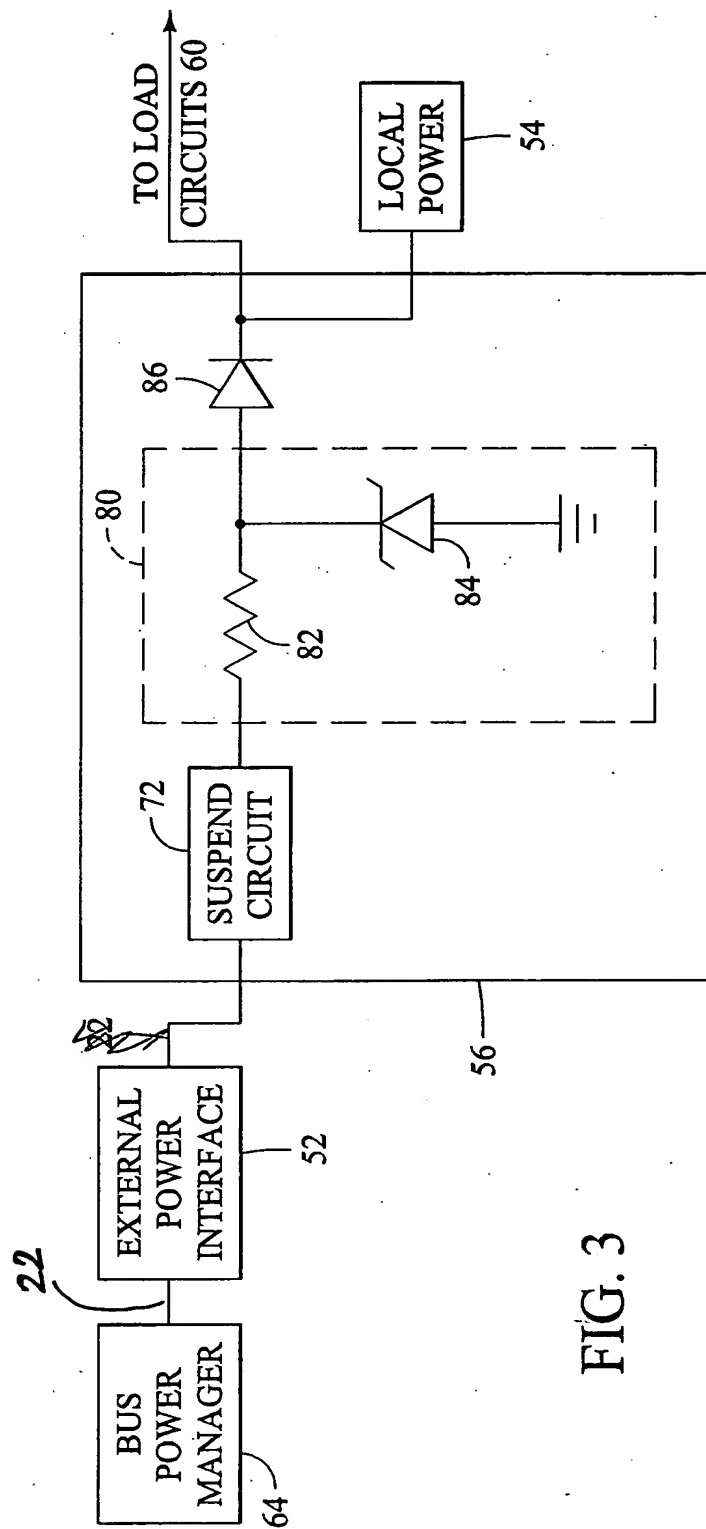 BUS
POWER
MANAGER
64
22
EXTERNAL
POWER
INTERFACE
52
56
SUSPEND
CIRCUIT
72
80
82
84
86
TO LOAD
CIRCUITS 60
LOCAL
POWER
54
FIG. 3